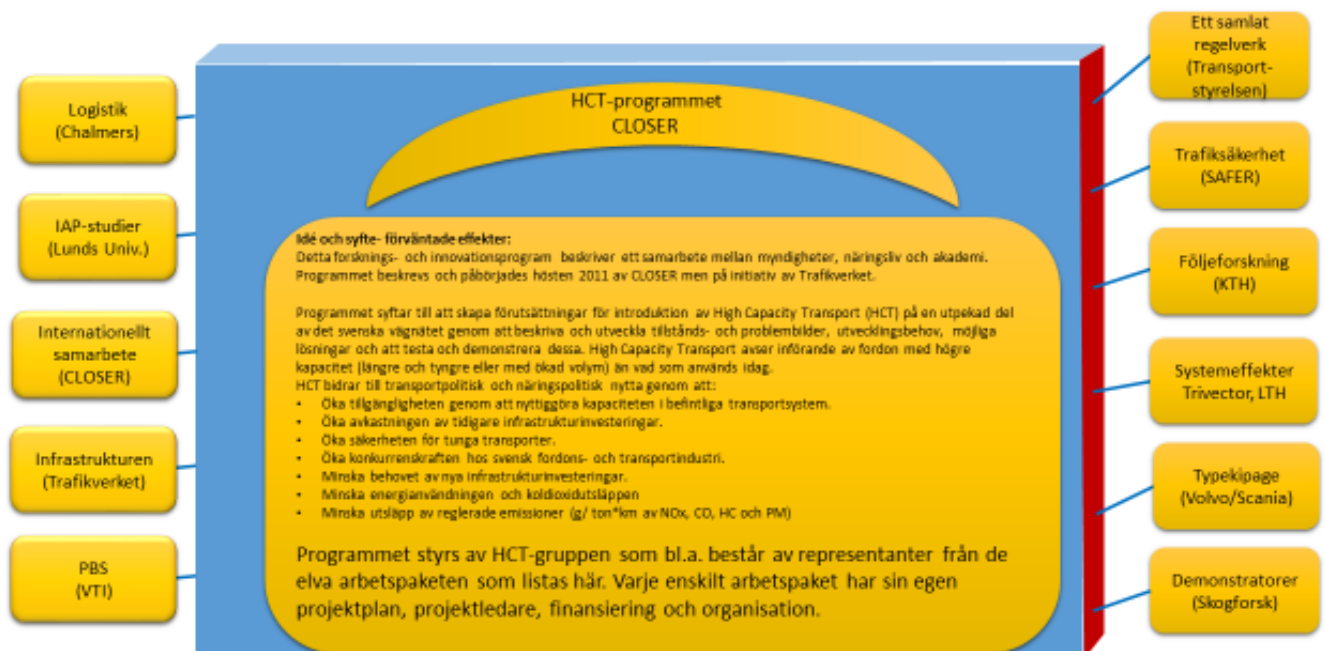 HCT-programmet
CLOSER
Logistik
(Chalmers)
IAP-studier
(Lunds Univ.)
Internationellt
samarbete
(CLOSER)
Infrastrukturen
(Trafikverket)
PBS
(VTI)
Idé och syfte- förväntade effekter:
Detta forsknings- och innovationsprogram beskriver ett samarbete mellan myndigheter, näringsliv och akademi.
Programmet beskrevs och påbörjades hösten 2011 av CLOSER men på initiativ av Trafikverket.
Programmet syftar till att skapa förutsättningar för introduktion av High Capacity Transport (HCT) på en utpekad del
av det svenska vägnätet genom att beskriva och utveckla tillstånds- och problembilder, utvecklingsbehov, möjliga
lösningar och att testa och demonstrera dessa. High Capacity Transport avser införande av fordon med högre
kapacitet (längre och tyngre eller med ökad volym) än vad som används idag.
HCT bidrar till transportpolitisk och näringspolitisk nytta genom att:
• Öka tillgängligheten genom att nyttiggöra kapaciteten i befintliga transportsystem.
• Öka avkastningen av tidigare infrastrukturinvesteringar.
• Öka säkerheten för tunga transporter.
• Öka konkurrenskraften hos svensk fordons- och transportindustri.
• Minska behovet av nya infrastrukturinvesteringar.
• Minska energianvändningen och koldioxidutsläppen
• Minska utsläpp av reglerade emissioner (g/ ton*km av NOx, CO, HC och PM)
Programmet styrs av HCT-gruppen som bl.a. består av representanter från de
elva arbetspaketen som listas här. Varje enskilt arbetspaket har sin egen
projektplan, projektledare, finansiering och organisation.
Ett samlat
regelverk
(Transport-
styrelsen)
Trafiksäkerhet
(SAFER)
Följeforskning
(KTH)
Systemeffekter
Trivector, LTH
Typekipage
(Volvo/Scania)
Demonstratorer
(Skogforsk)